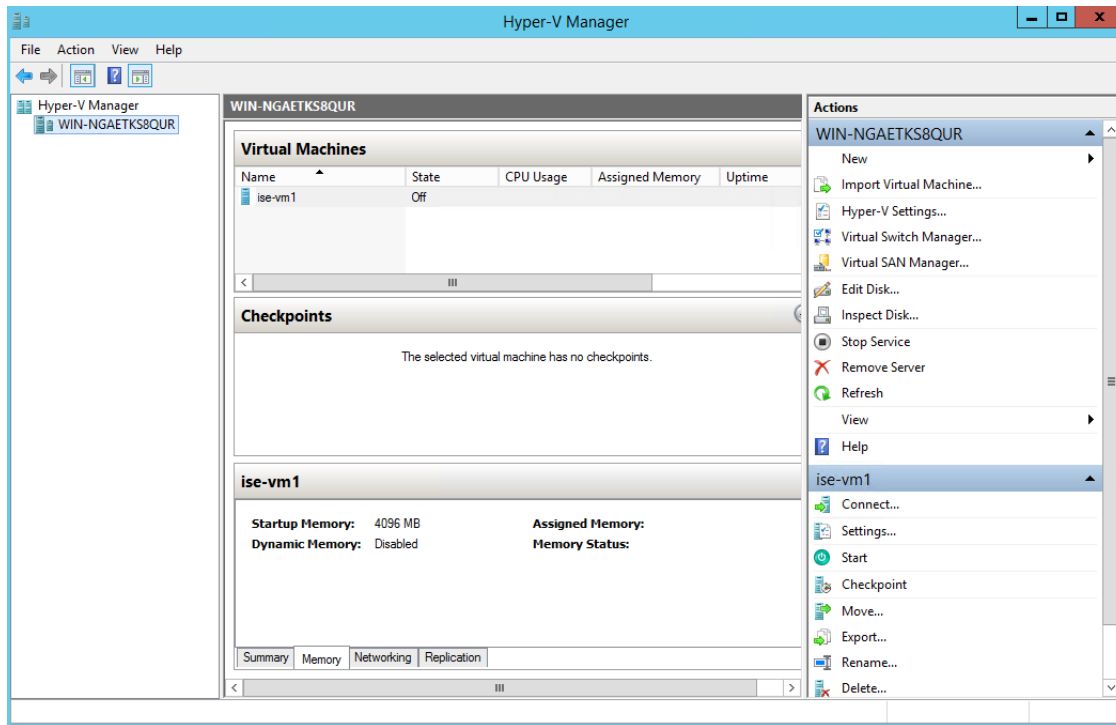 Hyper-V Manager
File Action View Help
Hyper-V Manager
WIN-NGAETKS8QUR
WIN-NGAETKS8QUR
Virtual Machines
Name State CPU Usage Assigned Memory Uptime
ise-vm1 Off
Checkpoints
The selected virtual machine has no checkpoints.
ise-vm1
Startup Memory: 4096 MB Assigned Memory:
Dynamic Memory: Disabled Memory Status:
Summary Memory Networking Replication
Actions
WIN-NGAETKS8QUR
New
Import Virtual Machine...
Hyper-V Settings...
Virtual Switch Manager...
Virtual SAN Manager...
Edit Disk...
Inspect Disk...
Stop Service
Remove Server
Refresh
View
Help
ise-vm1
Connect...
Settings...
Start
Checkpoint
Move...
Export...
Rename...
Delete...